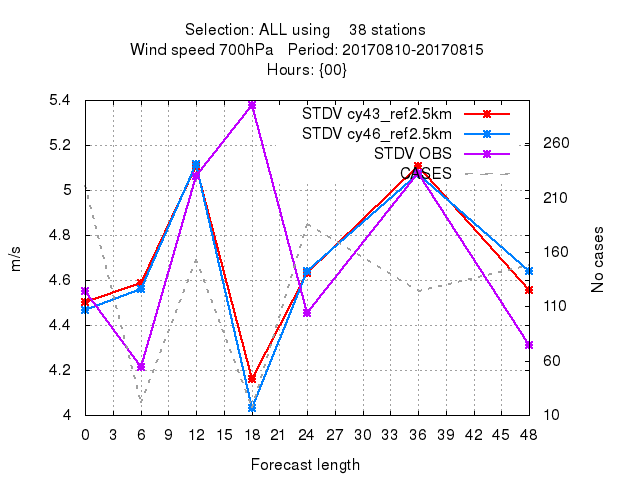 Selection: ALL using 38 stations
Wind speed 700hPa Period: 20170810-20170815
Hours: {00}
STDV cy43_ref2.5km
STDV cy46_ref2.5km
STDV OBS
CASES
5.4
5.2
5
4.8
4.6
4.4
4.2
4
m/s
260
210
160
110
60
10
No cases
0 3 6 9 12 15 18 21 24 27 30 33 36 39 42 45 48
Forecast length